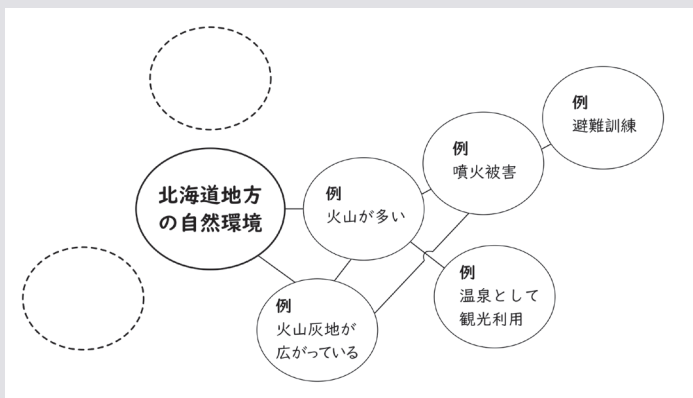 北海道地方
の自然環境
例
火山が多い
例
噴火被害
例
避難訓練
例
温泉として
観光利用
例
火山灰地が
広がっている